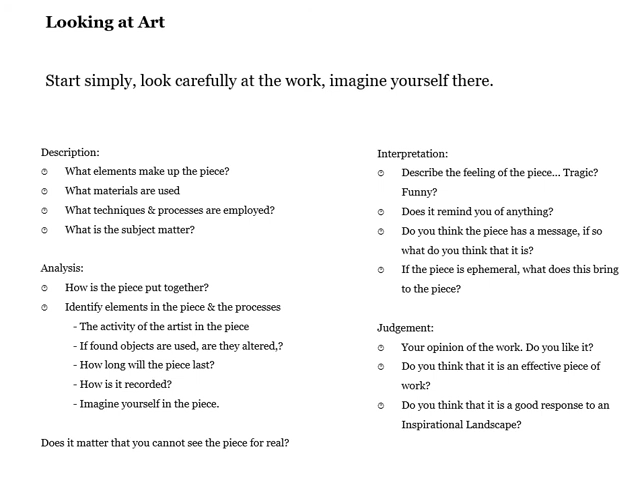 Looking at Art
Start simply, look carefully at the work, imagine yourself there.
Description:
What elements make up the piece?
What materials are used
What techniques & processes are employed?
What is the subject matter?
Analysis:
How is the piece put together?
Identify elements in the piece & the processes
- The activity of the artist in the piece
- If found objects are used, are they altered,?
- How long will the piece last?
- How is it recorded?
- Imagine yourself in the piece.
Does it matter that you cannot see the piece for real?
Interpretation:
Describe the feeling of the piece... Tragic?
Funny?
Does it remind you of anything?
Do you think the piece has a message, if so
what do you think that it is?
If the piece is ephemeral, what does this bring
to the piece?
Judgement:
Your opinion of the work. Do you like it?
Do you think that it is an effective piece of
work?
Do you think that it is a good response to an
Inspirational Landscape?